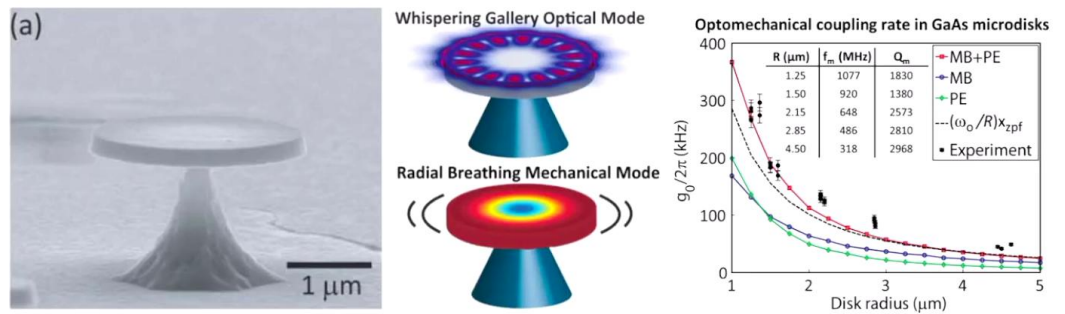 (a)
1 μm
Whispering Gallery Optical Mode
Radial Breathing Mechanical Mode
Optomechanical coupling rate in GaAs microdisks
g₀/2π (kHz)
400
300
200
100
0
R (μm) fₘ (MHz) Qₘ
1.25 1077 1830
1.50 920 1380
2.15 648 2573
2.85 486 2810
4.50 318 2968
MB+PE
MB
PE
(ω₀/R)x_zpf
Experiment
1 2 3 4 5
Disk radius (μm)